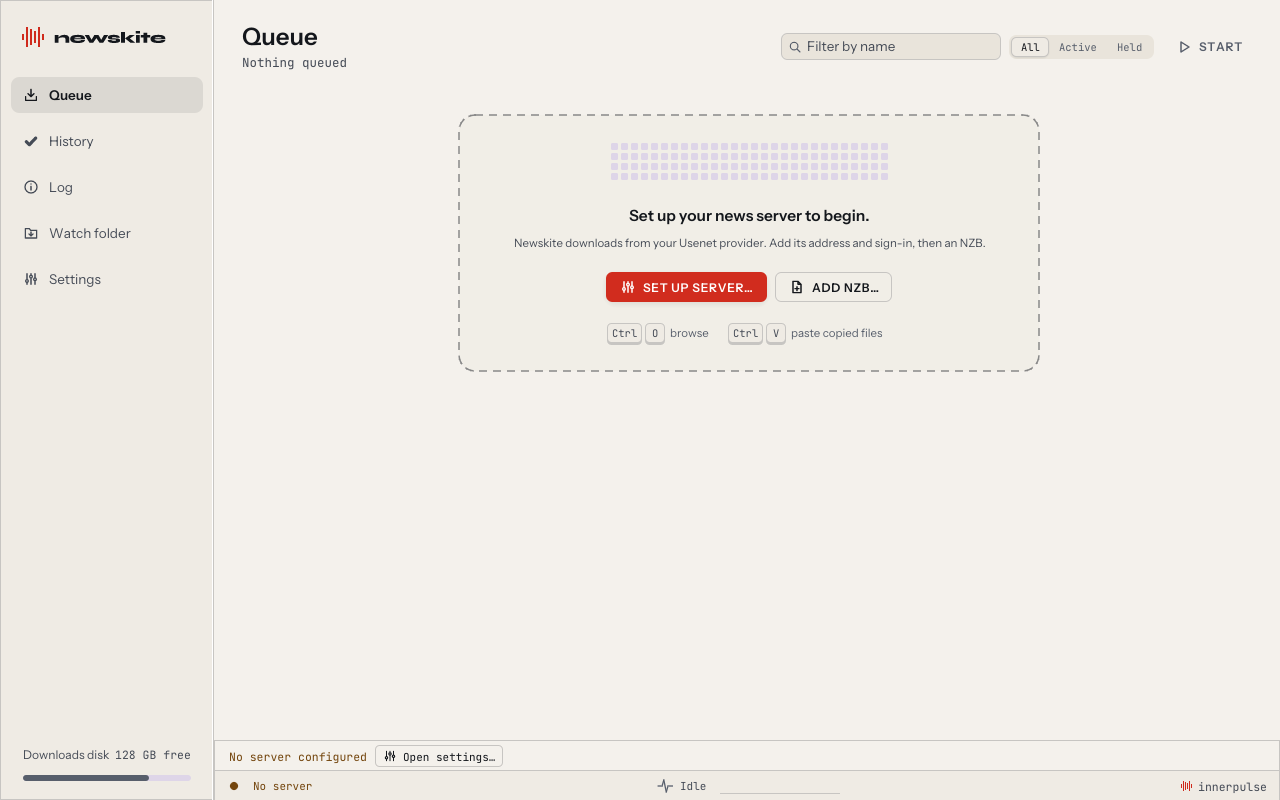 newskite
Queue
History
Log
Watch folder
Settings
Downloads disk 128 GB free
Queue
Nothing queued
Filter by name
All Active Held
START
Set up your news server to begin.
Newskite downloads from your Usenet provider. Add its address and sign-in, then an NZB.
SET UP SERVER… ADD NZB…
Ctrl O browse Ctrl V paste copied files
No server configured Open settings…
No server Idle innerpulse